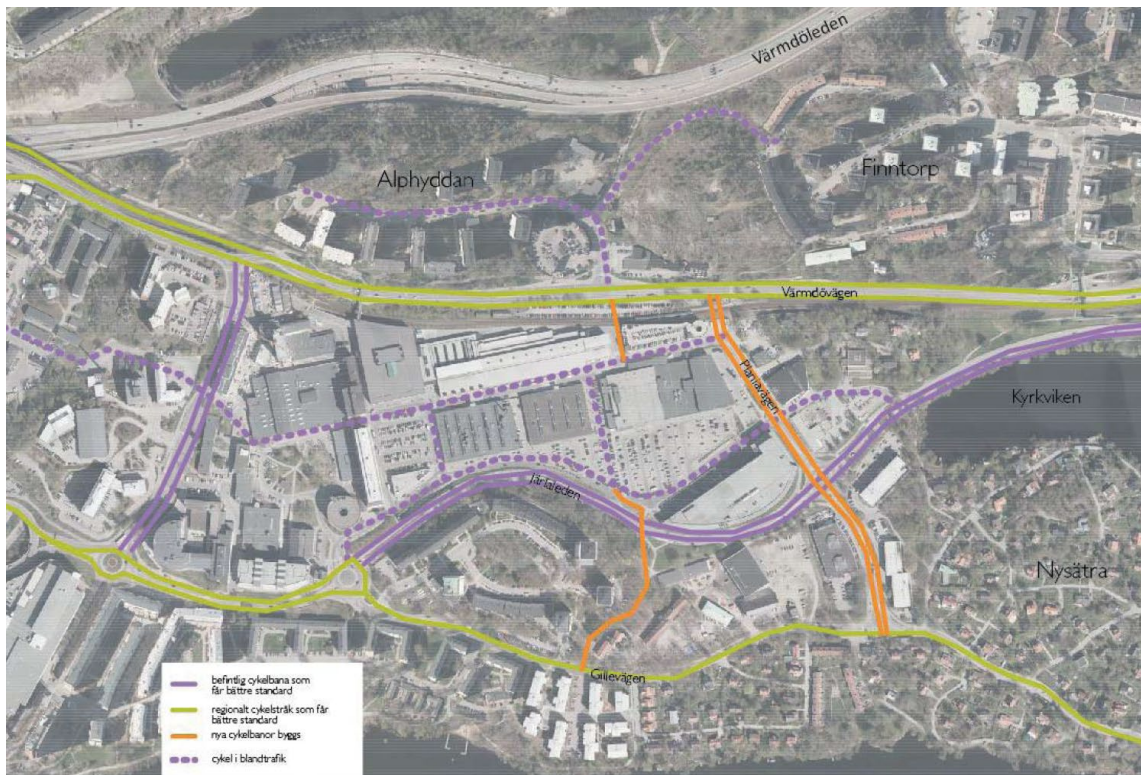 Värmdöleden
Alphyddan
Finntorp
Värmdövägen
Planiavägen
Kyrkviken
Järlaleden
Nysätra
Gillevägen
befintlig cykelbana som
får bättre standard
regionalt cykelstråk som får
bättre standard
nya cykelbanor byggs
cykel i blandtrafik